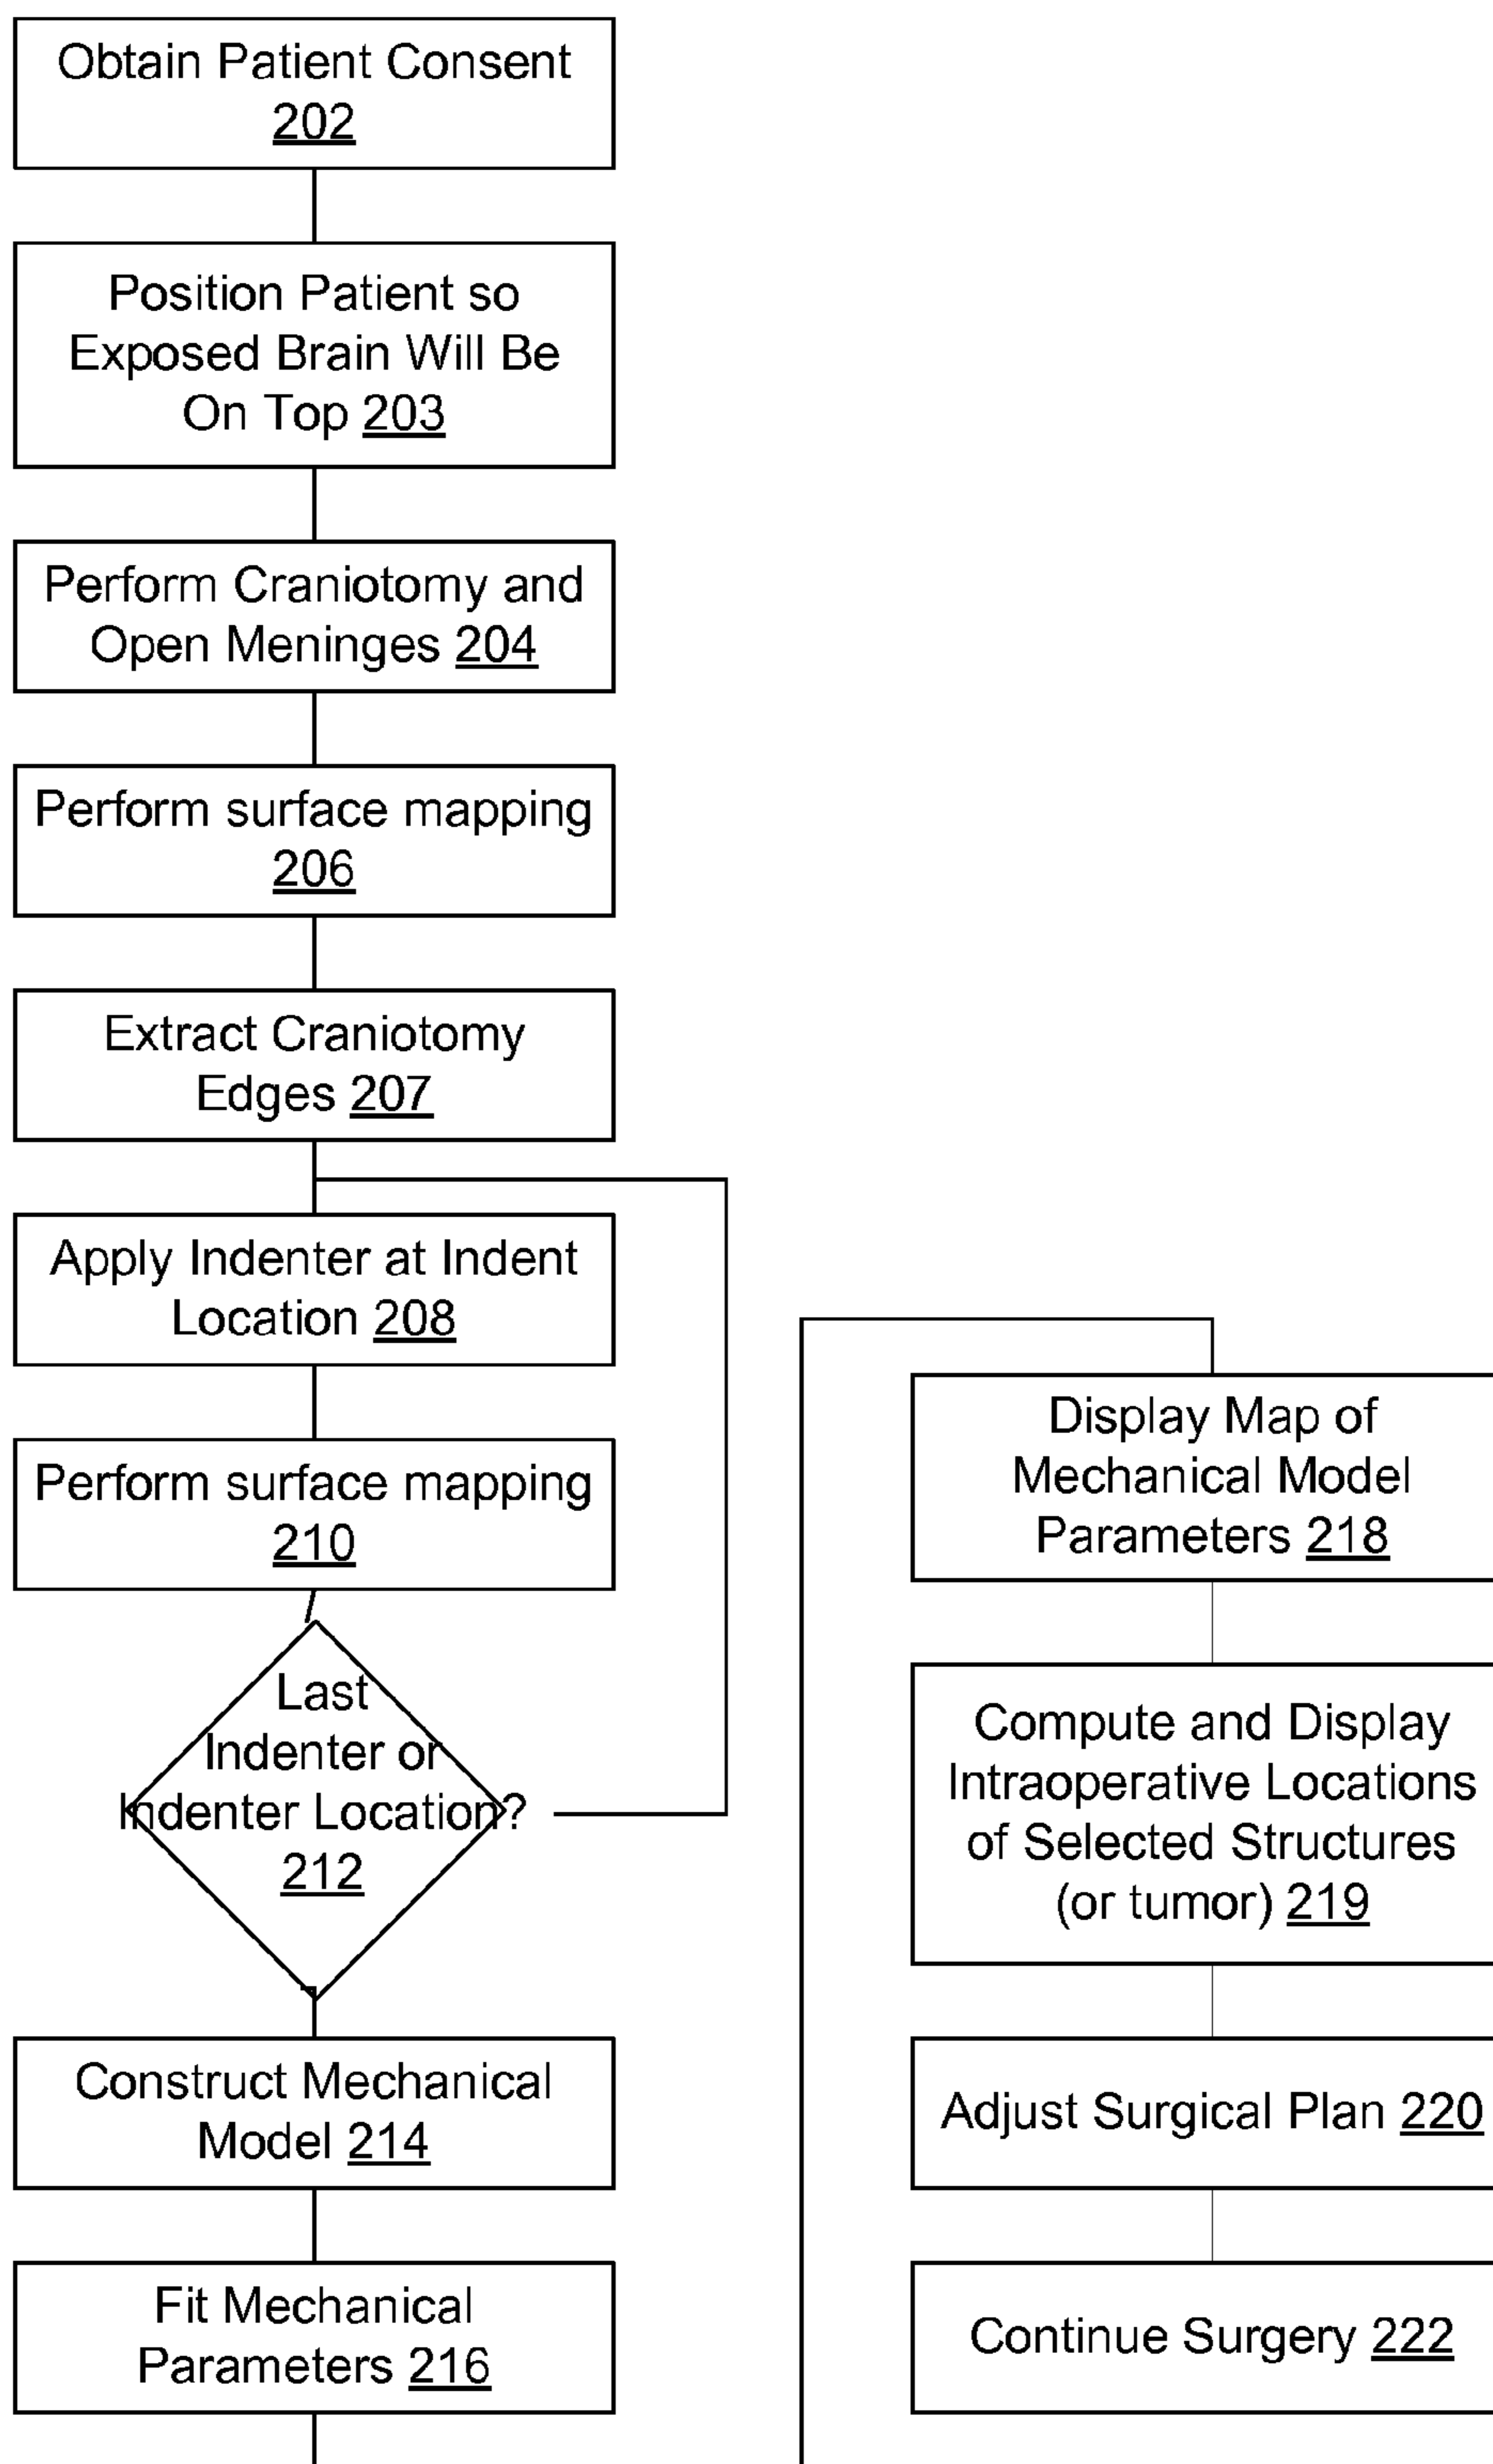 Obtain Patient Consent
202
Position Patient so
Exposed Brain Will Be
On Top 203
Perform Craniotomy and
Open Meninges 204
Perform surface mapping
206
Extract Craniotomy
Edges 207
Apply Indenter at Indent
Location 208
Perform surface mapping
210
Last
Indenter or
Indenter Location?
212
Construct Mechanical
Model 214
Fit Mechanical
Parameters 216
Display Map of
Mechanical Model
Parameters 218
Compute and Display
Intraoperative Locations
of Selected Structures
(or tumor) 219
Adjust Surgical Plan 220
Continue Surgery 222